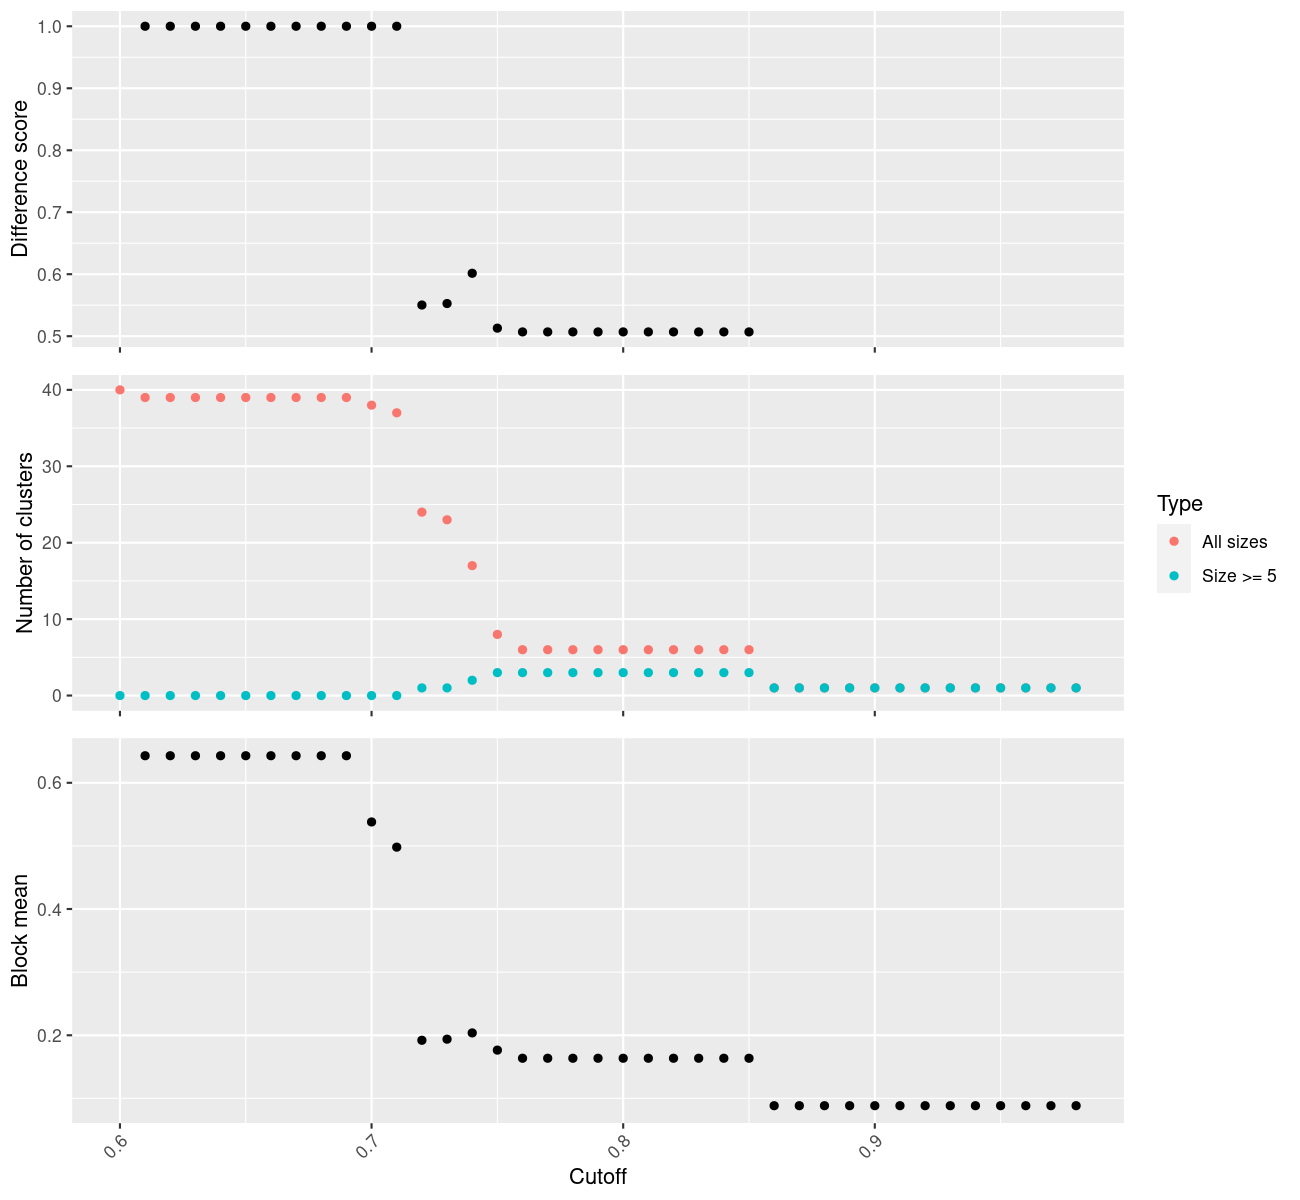 1.0
0.9
0.8
0.7
0.6
0.5
Difference score
40
30
20
10
0
Number of clusters
Type
All sizes
Size >= 5
0.6
0.4
0.2
Block mean
0.6
0.7
0.8
0.9
Cutoff